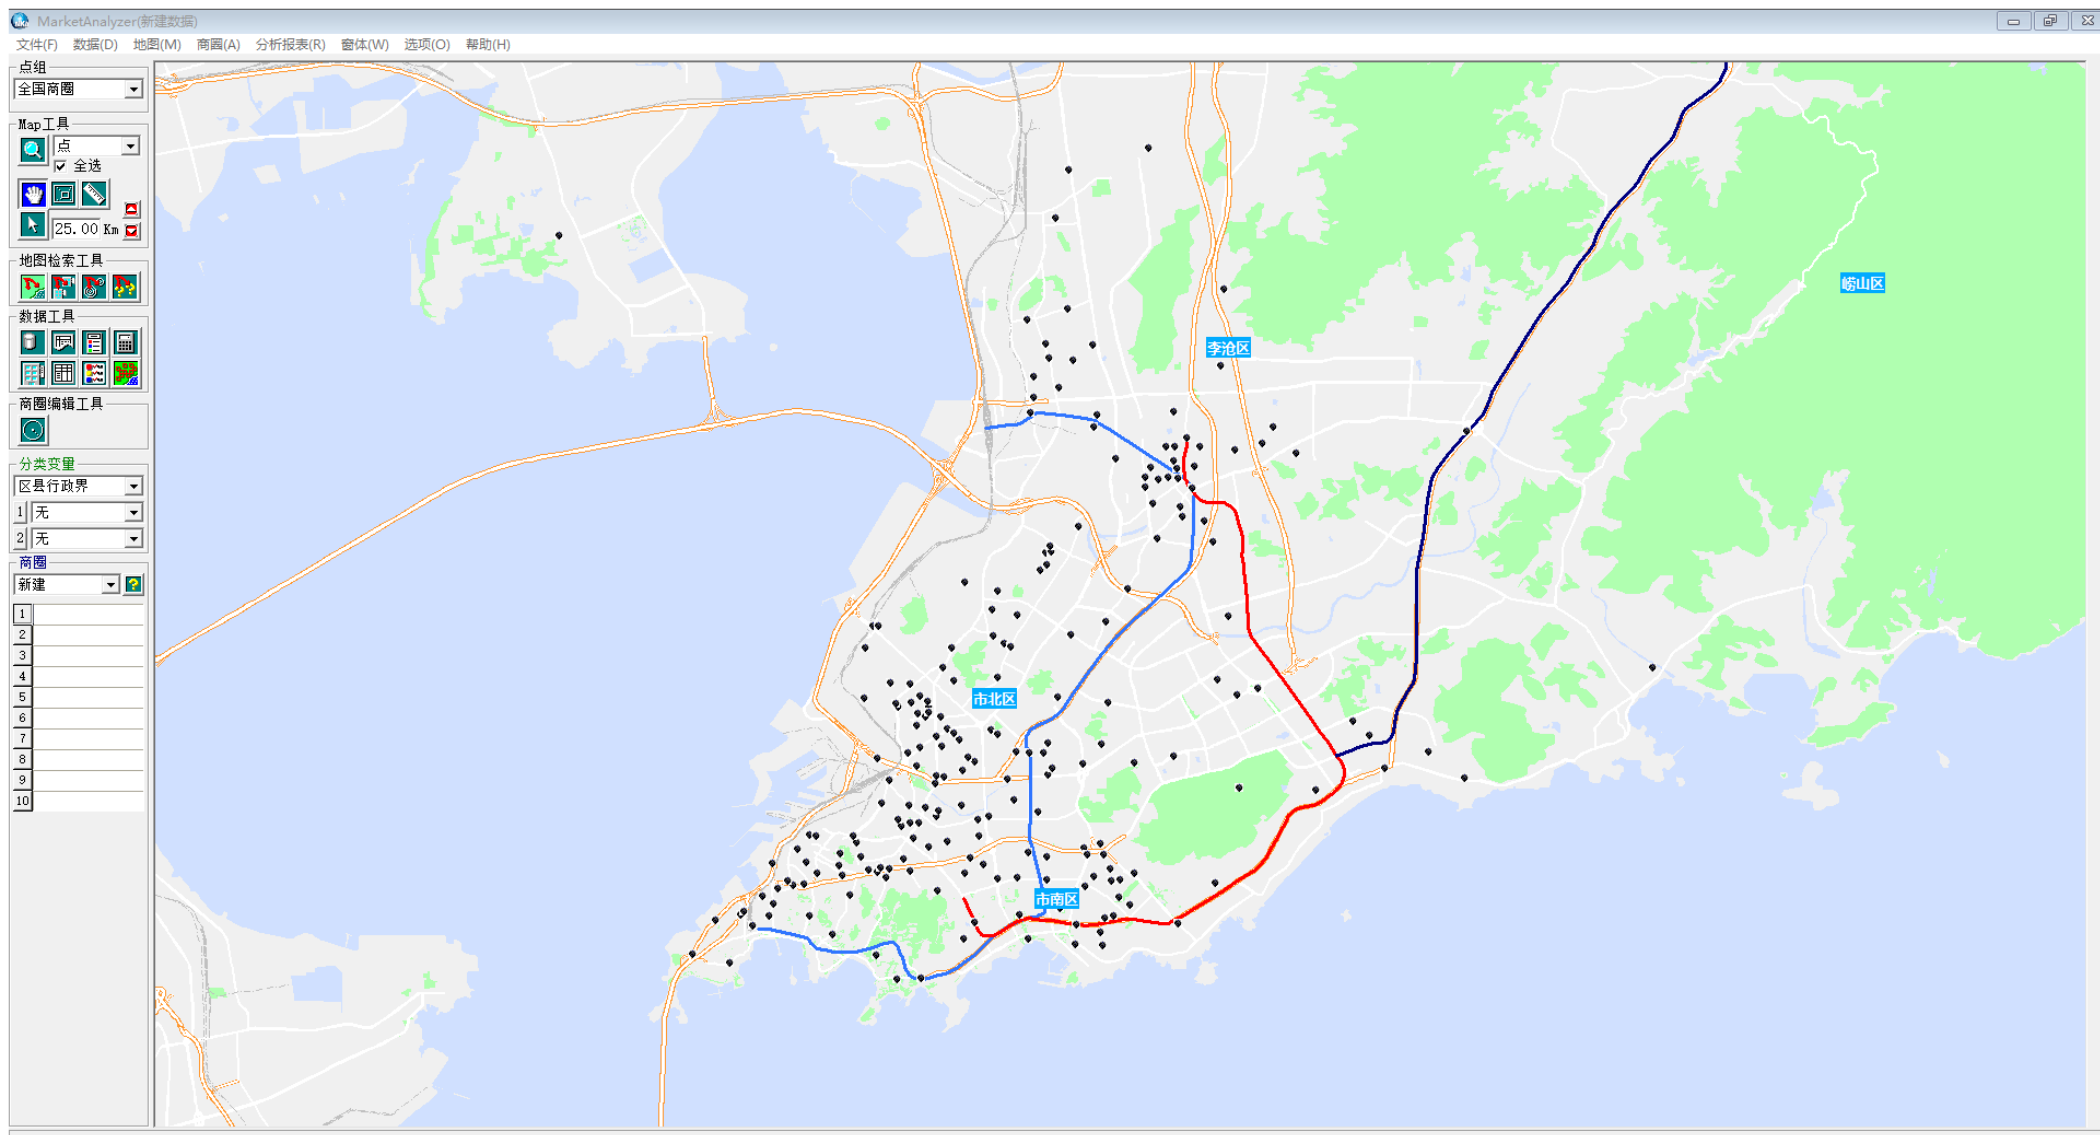 MarketAnalyzer(新建数据)
文件(F) 数据(D) 地图(M) 商圈(A) 分析报表(R) 窗体(W) 选项(O) 帮助(H)
点组
全国商圈
Map工具
点
全选
25.00 Km
地图检索工具
数据工具
商圈编辑工具
分类变量
区县行政界
1 无
2 无
商圈
新建
1
2
3
4
5
6
7
8
9
10
崂山区
李沧区
市北区
市南区